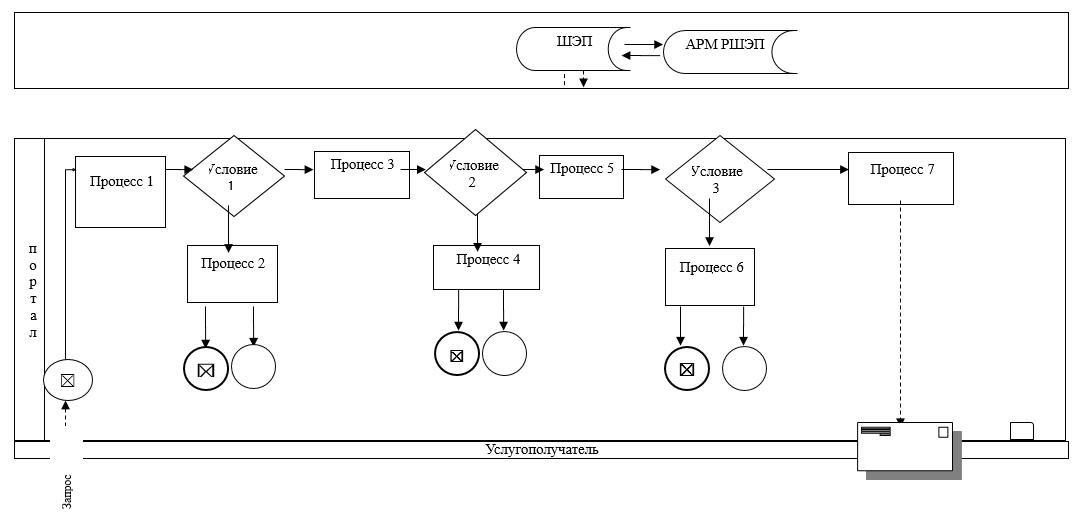 ШЭП
АРМ РШЭП
Процесс 1
Условие
1
Процесс 3
Условие
2
Процесс 5
Условие
3
Процесс 7
Процесс 2
Процесс 4
Процесс 6
портал
Услугополучатель
Запрос